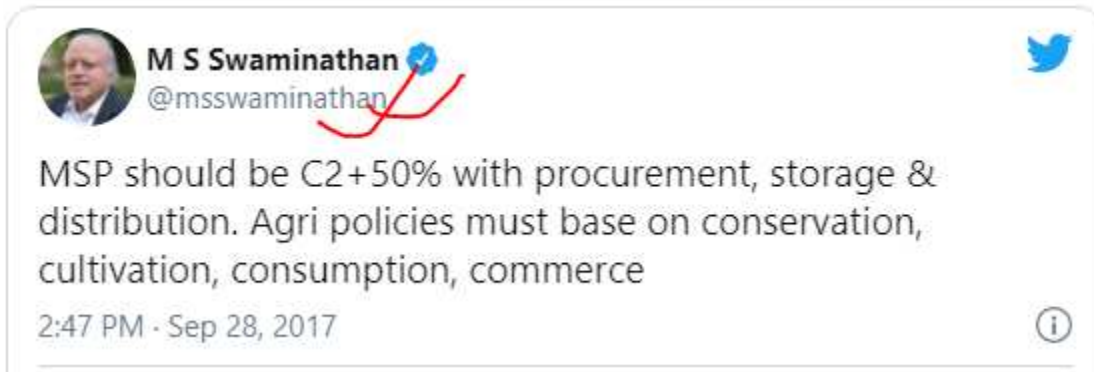 M S Swaminathan
@msswaminathan
MSP should be C2+50% with procurement, storage &
distribution. Agri policies must base on conservation,
cultivation, consumption, commerce
2:47 PM · Sep 28, 2017